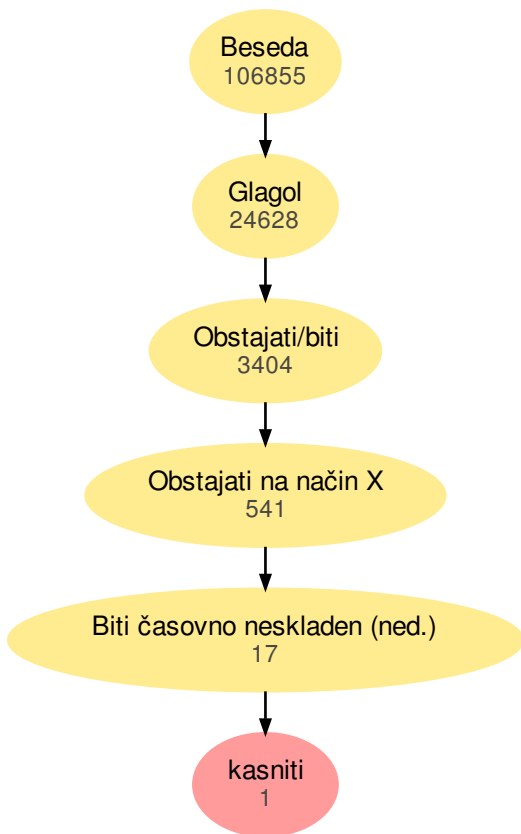 Beseda
106855
Glagol
24628
Obstajati/biti
3404
Obstajati na način X
541
Biti časovno neskladen (ned.)
17
kasniti
1